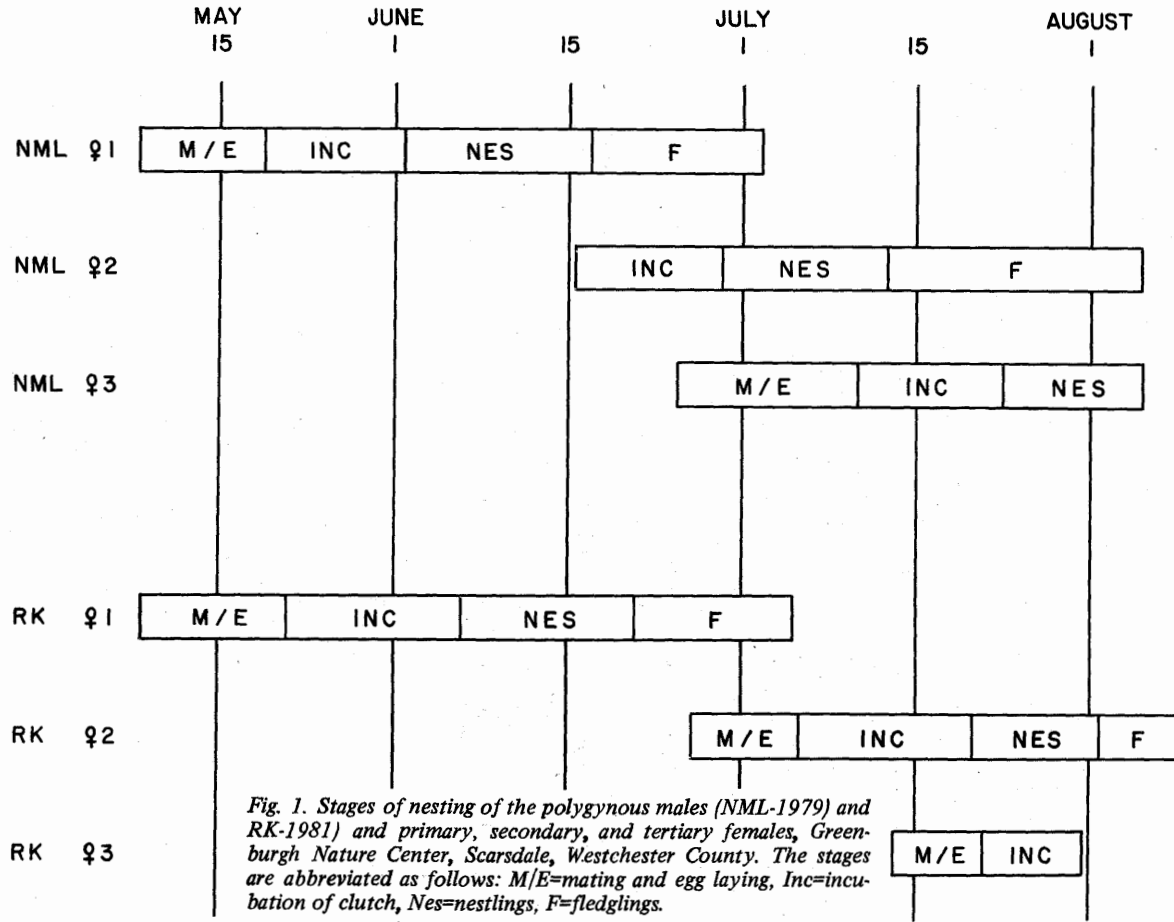 MAY JUNE JULY AUGUST
15 1 15 1 15 1
NML ♀1 M/E INC NES F
NML ♀2 INC NES F
NML ♀3 M/E INC NES
RK ♀1 M/E INC NES F
RK ♀2 M/E INC NES F
RK ♀3 M/E INC
Fig. 1. Stages of nesting of the polygynous males (NML-1979) and
RK-1981) and primary, secondary, and tertiary females, Green-
burgh Nature Center, Scarsdale, Westchester County. The stages
are abbreviated as follows: M/E=mating and egg laying, Inc=incu-
bation of clutch, Nes=nestlings, F=fledglings.